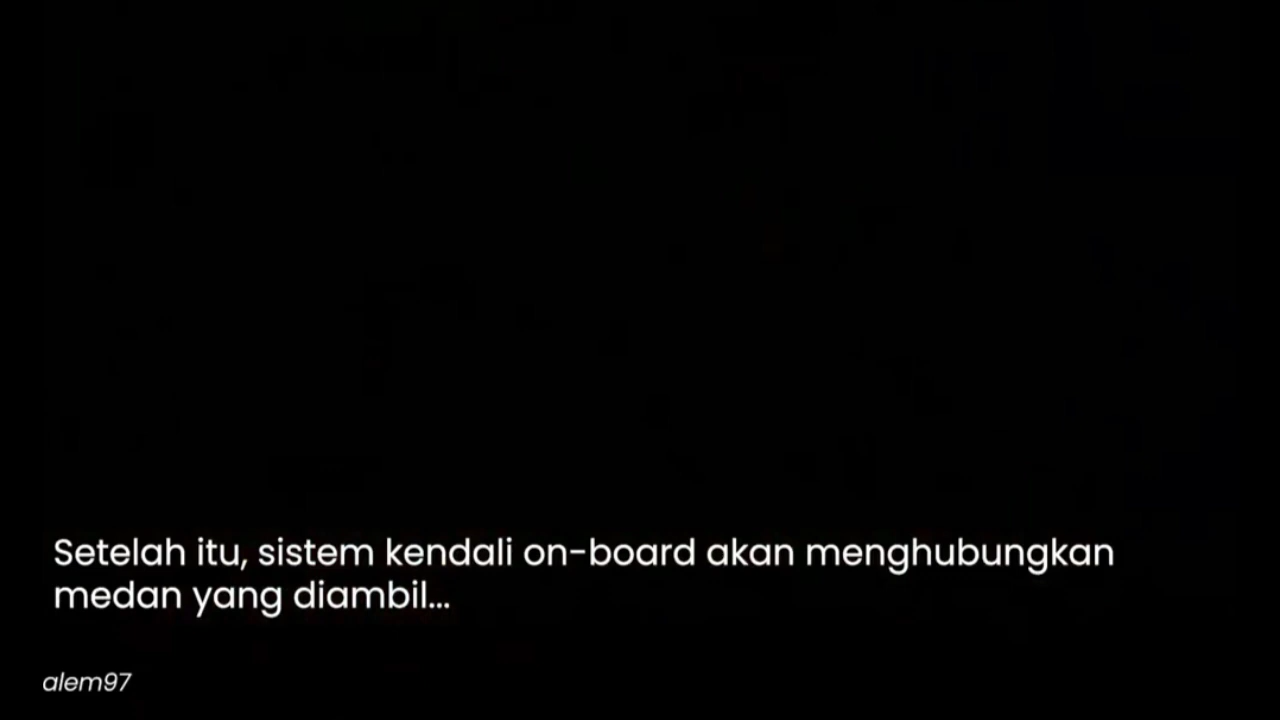 Setelah itu, sistem kendali on-board akan menghubungkan
medan yang diambil...
alem97